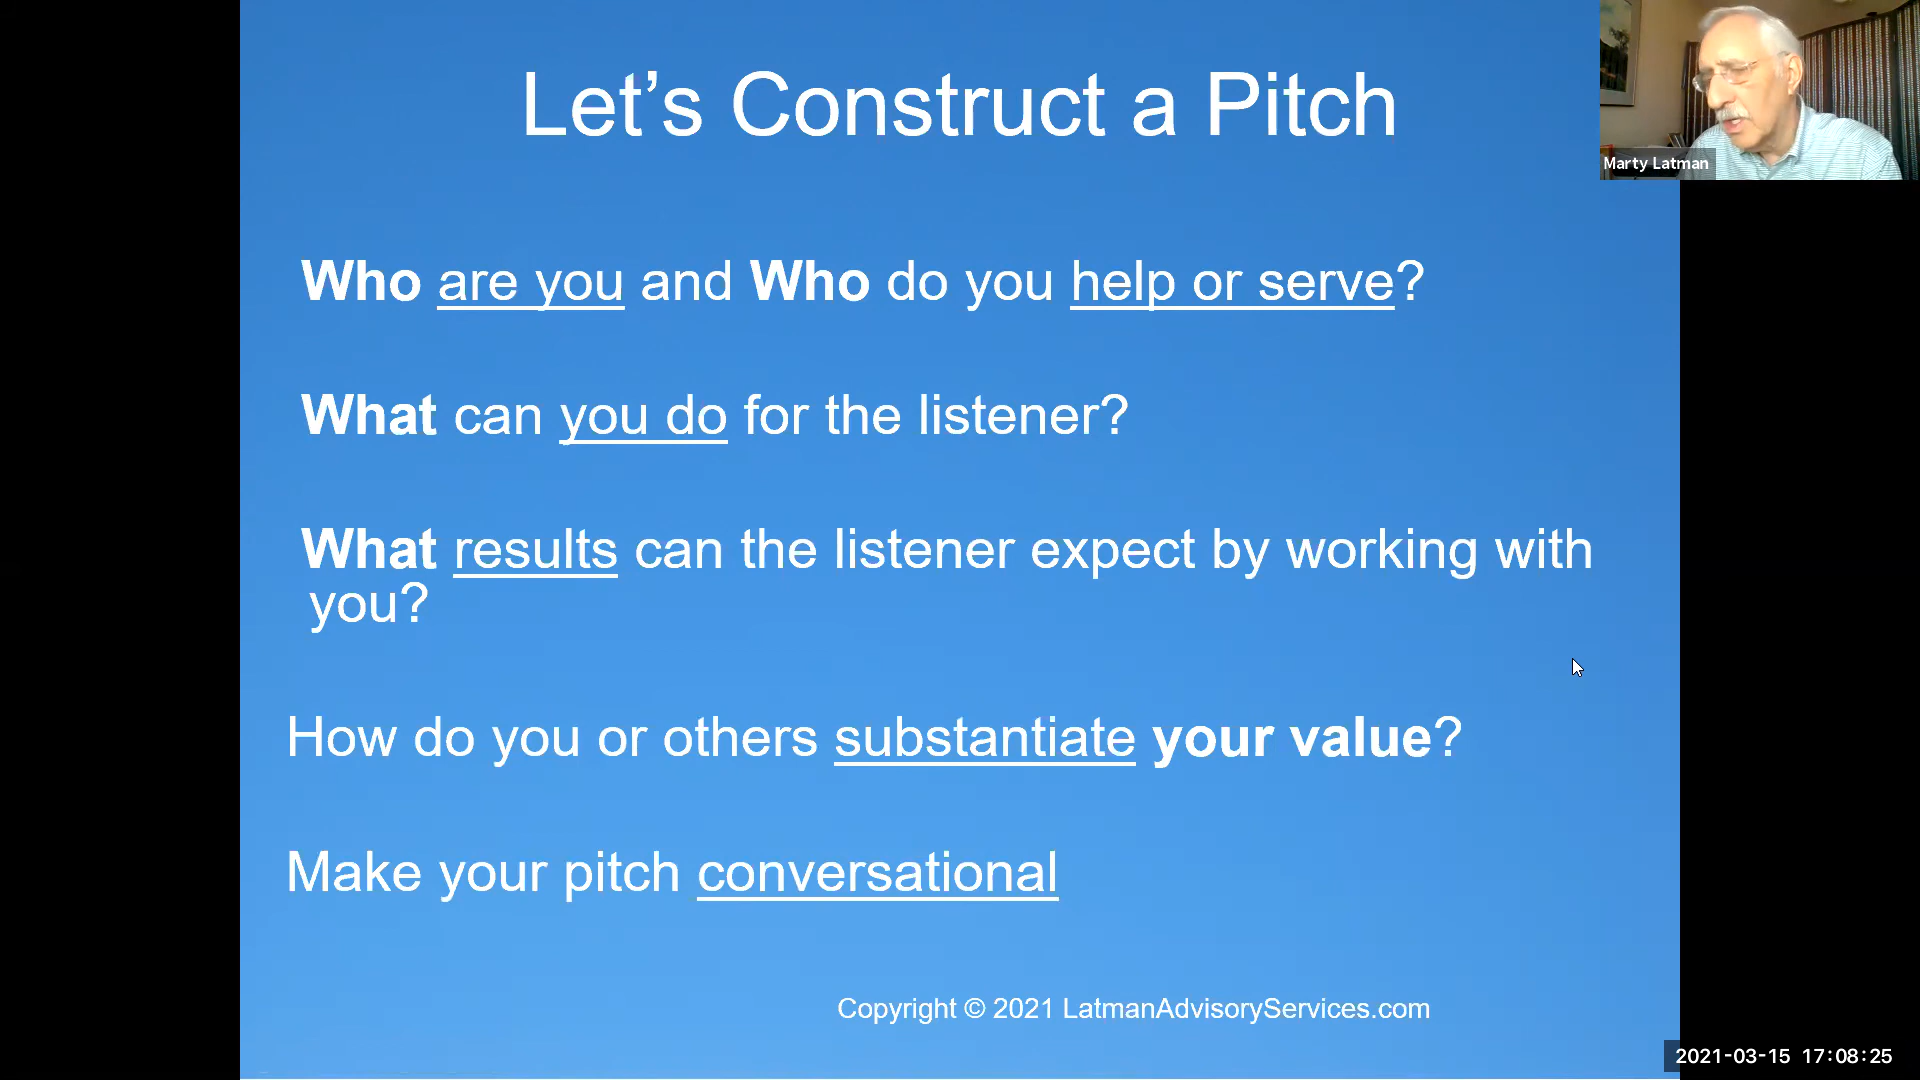 Let’s Construct a Pitch
Marty Latman
Who are you and Who do you help or serve?
What can you do for the listener?
What results can the listener expect by working with
you?
How do you or others substantiate your value?
Make your pitch conversational
Copyright © 2021 LatmanAdvisoryServices.com
2021-03-15 17:08:25